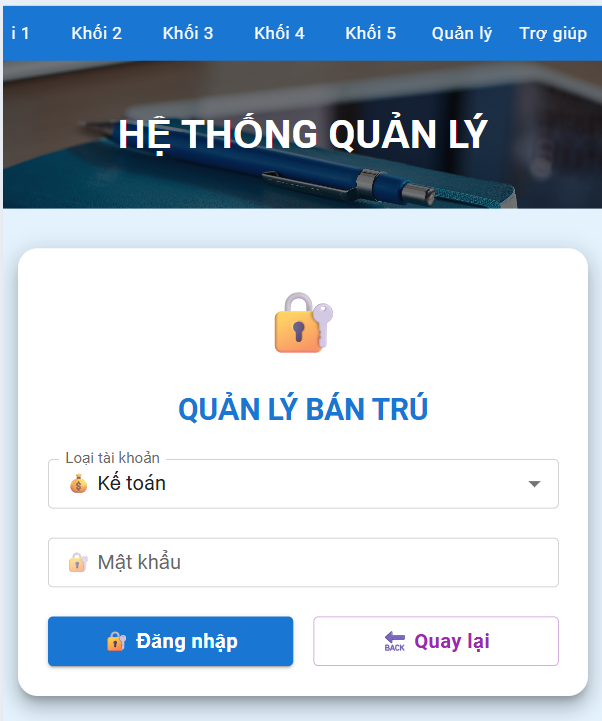 i 1 Khối 2 Khối 3 Khối 4 Khối 5 Quản lý Trợ giúp
HỆ THỐNG QUẢN LÝ
QUẢN LÝ BÁN TRÚ
Loại tài khoản
💰 Kế toán
🔐 Mật khẩu
🔐 Đăng nhập 🔙 Quay lại